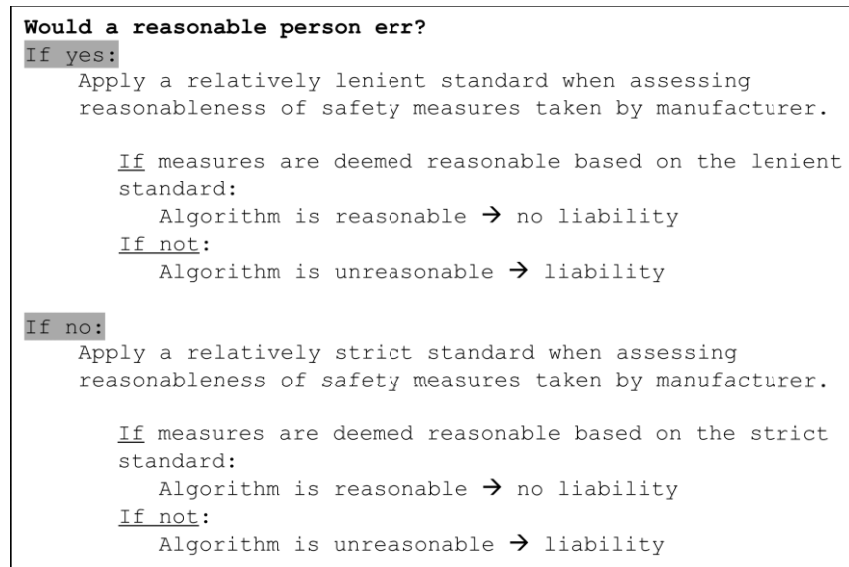 Would a reasonable person err?
If yes:
Apply a relatively lenient standard when assessing
reasonableness of safety measures taken by manufacturer.
If measures are deemed reasonable based on the lenient
standard:
Algorithm is reasonable → no liability
If not:
Algorithm is unreasonable → liability
If no:
Apply a relatively strict standard when assessing
reasonableness of safety measures taken by manufacturer.
If measures are deemed reasonable based on the strict
standard:
Algorithm is reasonable → no liability
If not:
Algorithm is unreasonable → liability